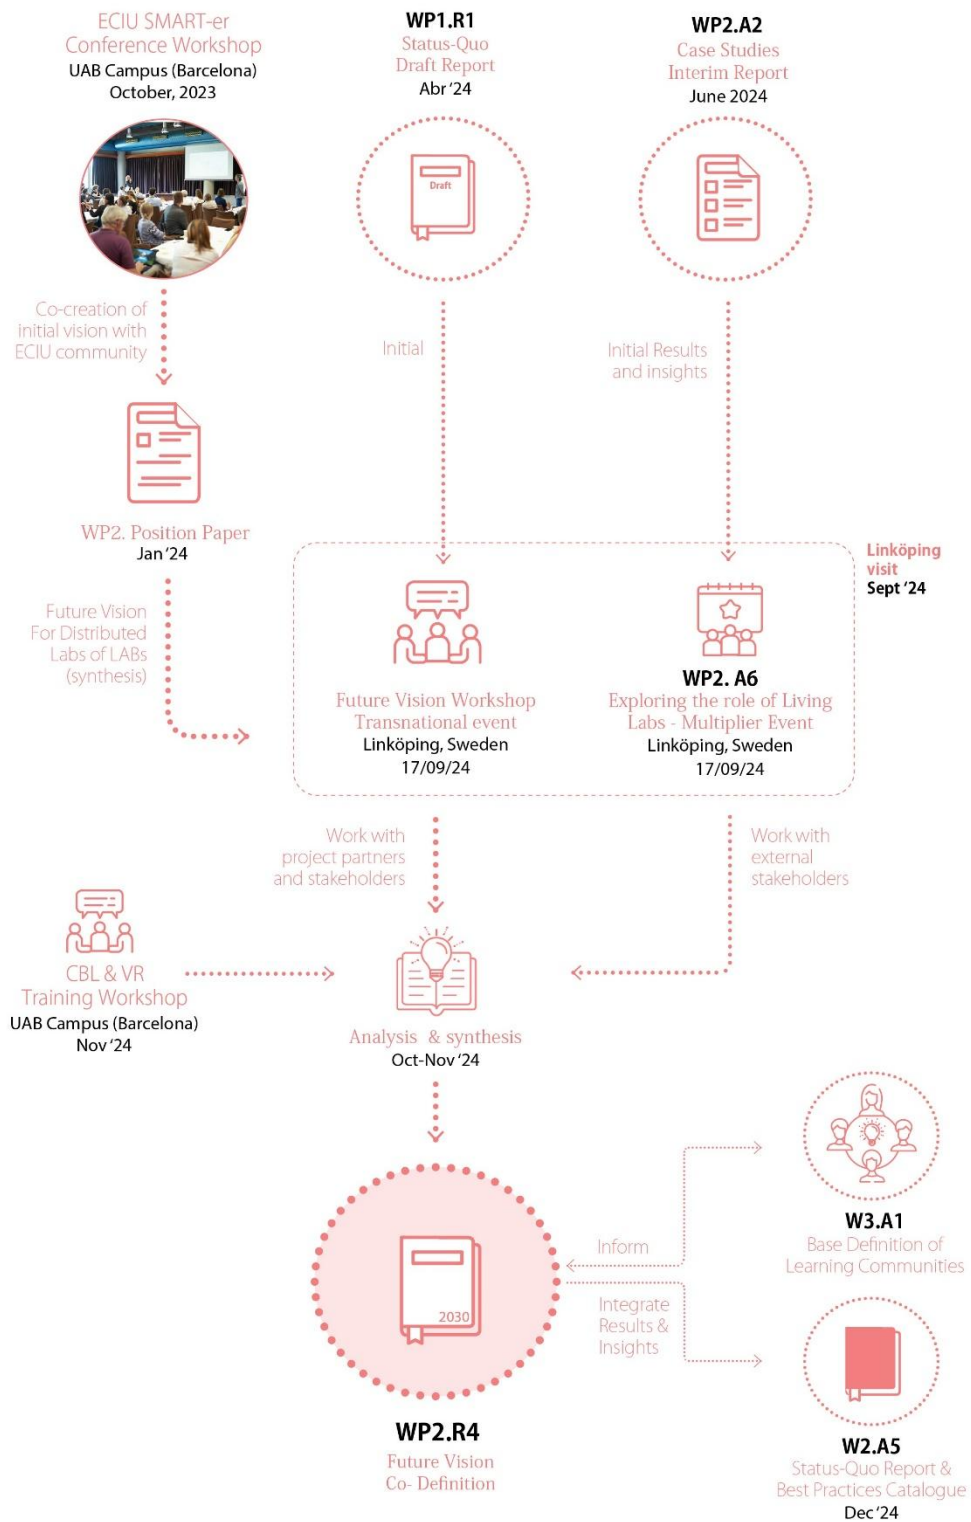 ECIU SMART-er
Conference Workshop
UAB Campus (Barcelona)
October, 2023
WP1.R1
Status-Quo
Draft Report
Abr ‘24
WP2.A2
Case Studies
Interim Report
June 2024
Draft
Co-creation of
initial vision with
ECIU community
Initial
Initial Results
and insights
WP2. Position Paper
Jan ‘24
Linköping
visit
Sept ‘24
Future Vision
For Distributed
Labs of LABs
(synthesis)
Future Vision Workshop
Transnational event
Linköping, Sweden
17/09/24
WP2. A6
Exploring the role of Living
Labs - Multiplier Event
Linköping, Sweden
17/09/24
Work with
project partners
and stakeholders
Work with
external
stakeholders
CBL & VR
Training Workshop
UAB Campus (Barcelona)
Nov ‘24
Analysis & synthesis
Oct-Nov ‘24
W3.A1
Base Definition of
Learning Communities
Inform
Integrate
Results &
Insights
2030
WP2.R4
Future Vision
Co- Definition
W2.A5
Status-Quo Report &
Best Practices Catalogue
Dec ‘24